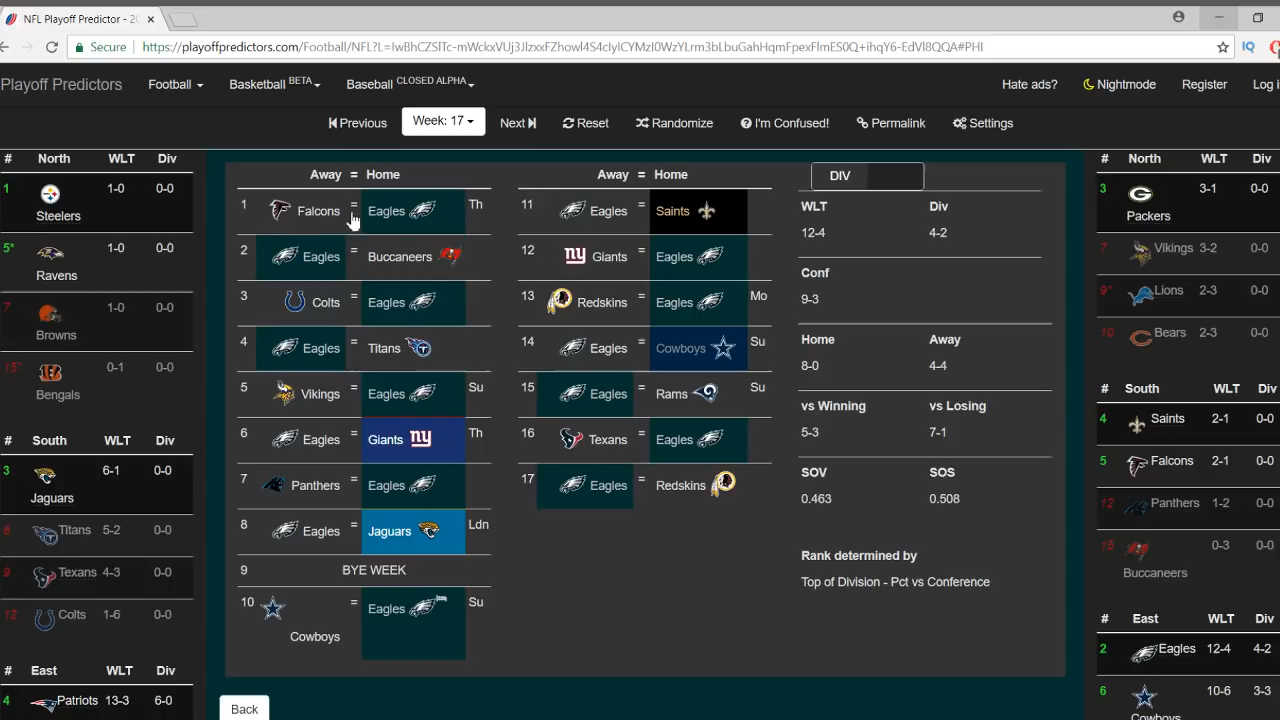 NFL Playoff Predictor - 20 ×
Secure https://playoffpredictors.com/Football/NFL?L=
Playoff Predictors Football Basketball BETA Baseball CLOSED ALPHA Hate ads? Nightmode Register Log i
Previous Week: 17 Next Reset Randomize I'm Confused! Permalink Settings
# North WLT Div
1 Steelers 1-0 0-0
5* Ravens 1-0 0-0
7 Browns 1-0 0-0
15* Bengals 0-1 0-0
# South WLT Div
3 Jaguars 6-1 0-0
Titans 5-2 0-0
9 Texans 4-3 0-0
12 Colts 1-6 0-0
# East WLT Div
4 Patriots 13-3 6-0
Away = Home
1 Falcons = Eagles Th
2 Eagles = Buccaneers
3 Colts = Eagles
4 Eagles = Titans
5 Vikings = Eagles Su
6 Eagles = Giants ny Th
7 Panthers = Eagles
8 Eagles = Jaguars Ldn
9 BYE WEEK
10 Cowboys = Eagles Su
Away = Home
11 Eagles = Saints
12 ny Giants = Eagles
13 Redskins = Eagles Mo
14 Eagles = Cowboys Su
15 Eagles = Rams Su
16 Texans = Eagles
17 Eagles = Redskins
DIV
WLT Div
12-4 4-2
Conf
9-3
Home Away
8-0 4-4
vs Winning vs Losing
5-3 7-1
SOV SOS
0.463 0.508
Rank determined by
Top of Division - Pct vs Conference
# North WLT Div
3 Packers 3-1 0-0
7 Vikings 3-2 0-0
9* Lions 2-3 0-0
10 Bears 2-3 0-0
# South WLT Div
4 Saints 2-1 0-0
5 Falcons 2-1 0-0
12 Panthers 1-2 0-0
15 Buccaneers 0-3 0-0
# East WLT Div
2 Eagles 12-4 4-2
6 Cowboys 10-6 3-3
Back